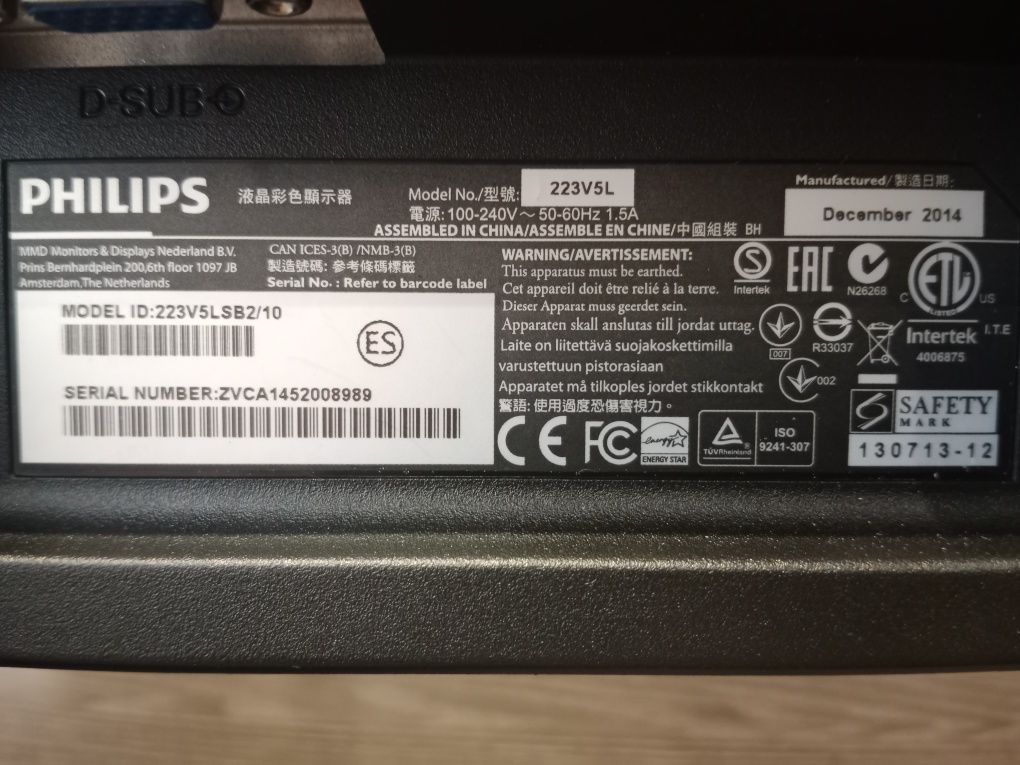 D-SUB
PHILIPS
液晶彩色顯示器
Model No./型號: 223V5L
電源: 100-240V～ 50-60Hz 1.5A
ASSEMBLED IN CHINA/ASSEMBLE EN CHINE/中國組裝 BH
Manufactured/製造日期:
December 2014
MMD Monitors & Displays Nederland B.V.
Prins Bernhardplein 200,6th floor 1097 JB
Amsterdam,The Netherlands
CAN ICES-3(B) /NMB-3(B)
製造號碼: 參考條碼標籤
Serial No. : Refer to barcode label
MODEL ID:223V5LSB2/10
ES
SERIAL NUMBER:ZVCA1452008989
WARNING/AVERTISSEMENT:
This apparatus must be earthed.
Cet appareil doit être relié à la terre.
Dieser Apparat muss geerdet sein.
Apparaten skall anslutas till jordat uttag.
Laite on liitettävä suojakoskettimilla
varustettuun pistorasiaan
Apparatet må tilkoples jordet stikkontakt
警語: 使用過度恐傷害視力。
S
Intertek
EAC
N26268
C ETL US
LISTED
Intertek I.T.E
4006875
007
R33037
002
SAFETY
MARK
130713-12
CE FC
energy
ENERGY STAR
TÜVRheinland
ISO
9241-307